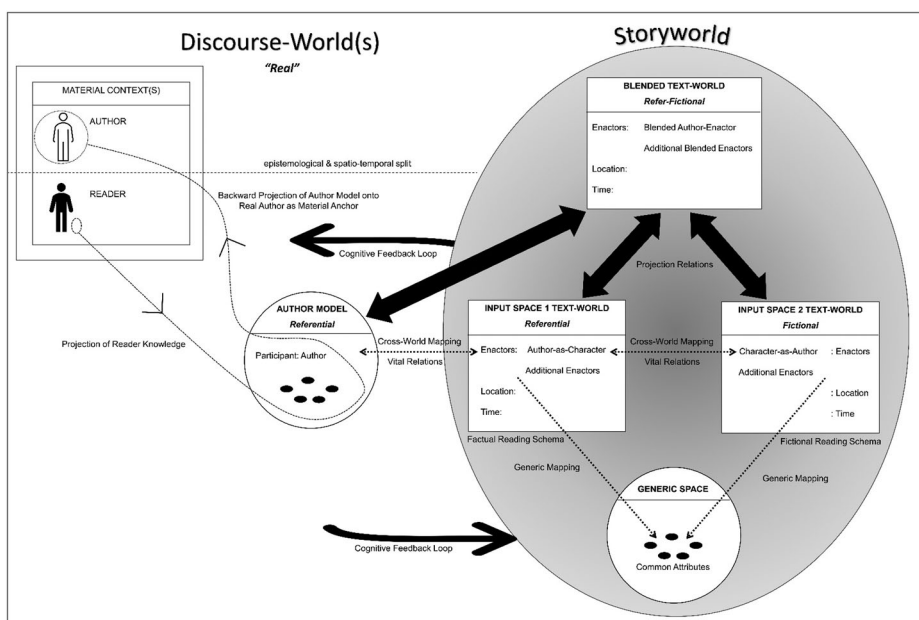 Discourse-World(s)
"Real"
Storyworld
MATERIAL CONTEXT(S)
AUTHOR
READER
epistemological & spatio-temporal split
Backward Projection of Author Model onto
Real Author as Material Anchor
Cognitive Feedback Loop
Projection of Reader Knowledge
AUTHOR MODEL
Referential
Participant: Author
Cross-World Mapping
Vital Relations
BLENDED TEXT-WORLD
Refer-Fictional
Enactors: Blended Author-Enactor
Additional Blended Enactors
Location:
Time:
Projection Relations
INPUT SPACE 1 TEXT-WORLD
Referential
Enactors: Author-as-Character
Additional Enactors
Location:
Time:
Factual Reading Schema
Cross-World Mapping
Vital Relations
INPUT SPACE 2 TEXT-WORLD
Fictional
Character-as-Author : Enactors
Additional Enactors
: Location
: Time
Fictional Reading Schema
Generic Mapping
Generic Mapping
GENERIC SPACE
Common Attributes
Cognitive Feedback Loop